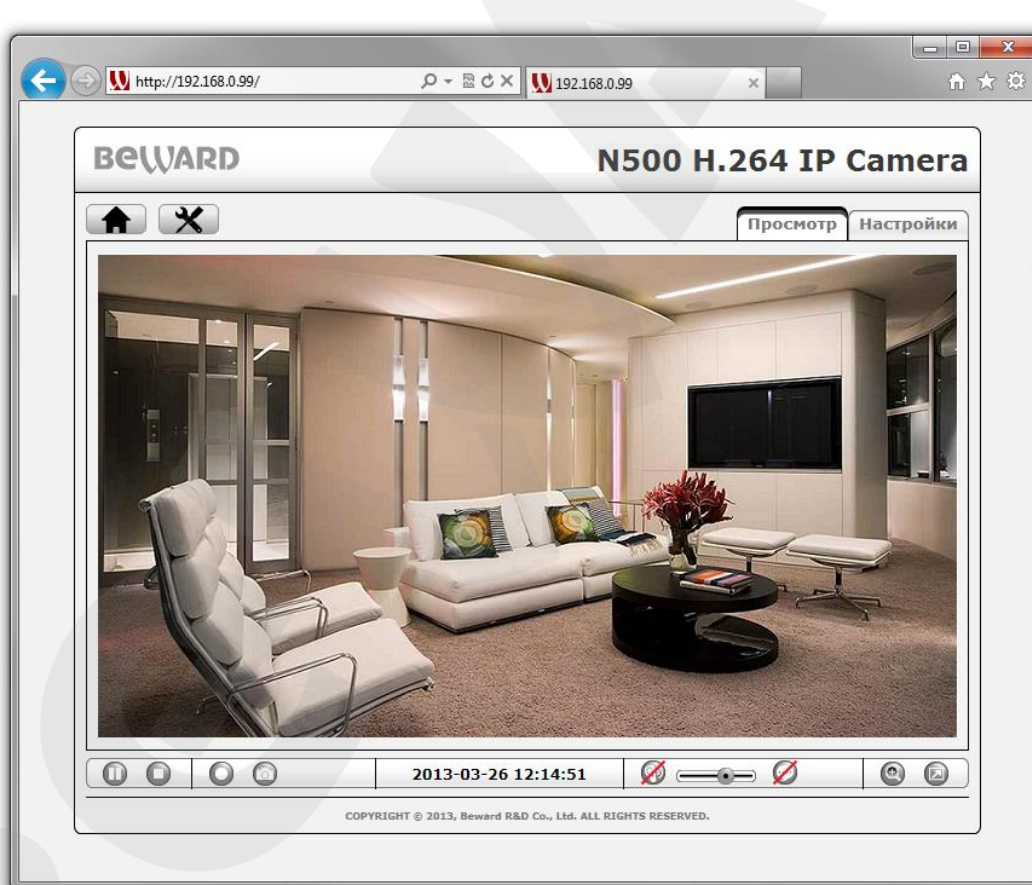 http://192.168.0.99/
192.168.0.99
BEWARD
N500 H.264 IP Camera
Просмотр
Настройки
2013-03-26 12:14:51
COPYRIGHT © 2013, Beward R&D Co., Ltd. ALL RIGHTS RESERVED.